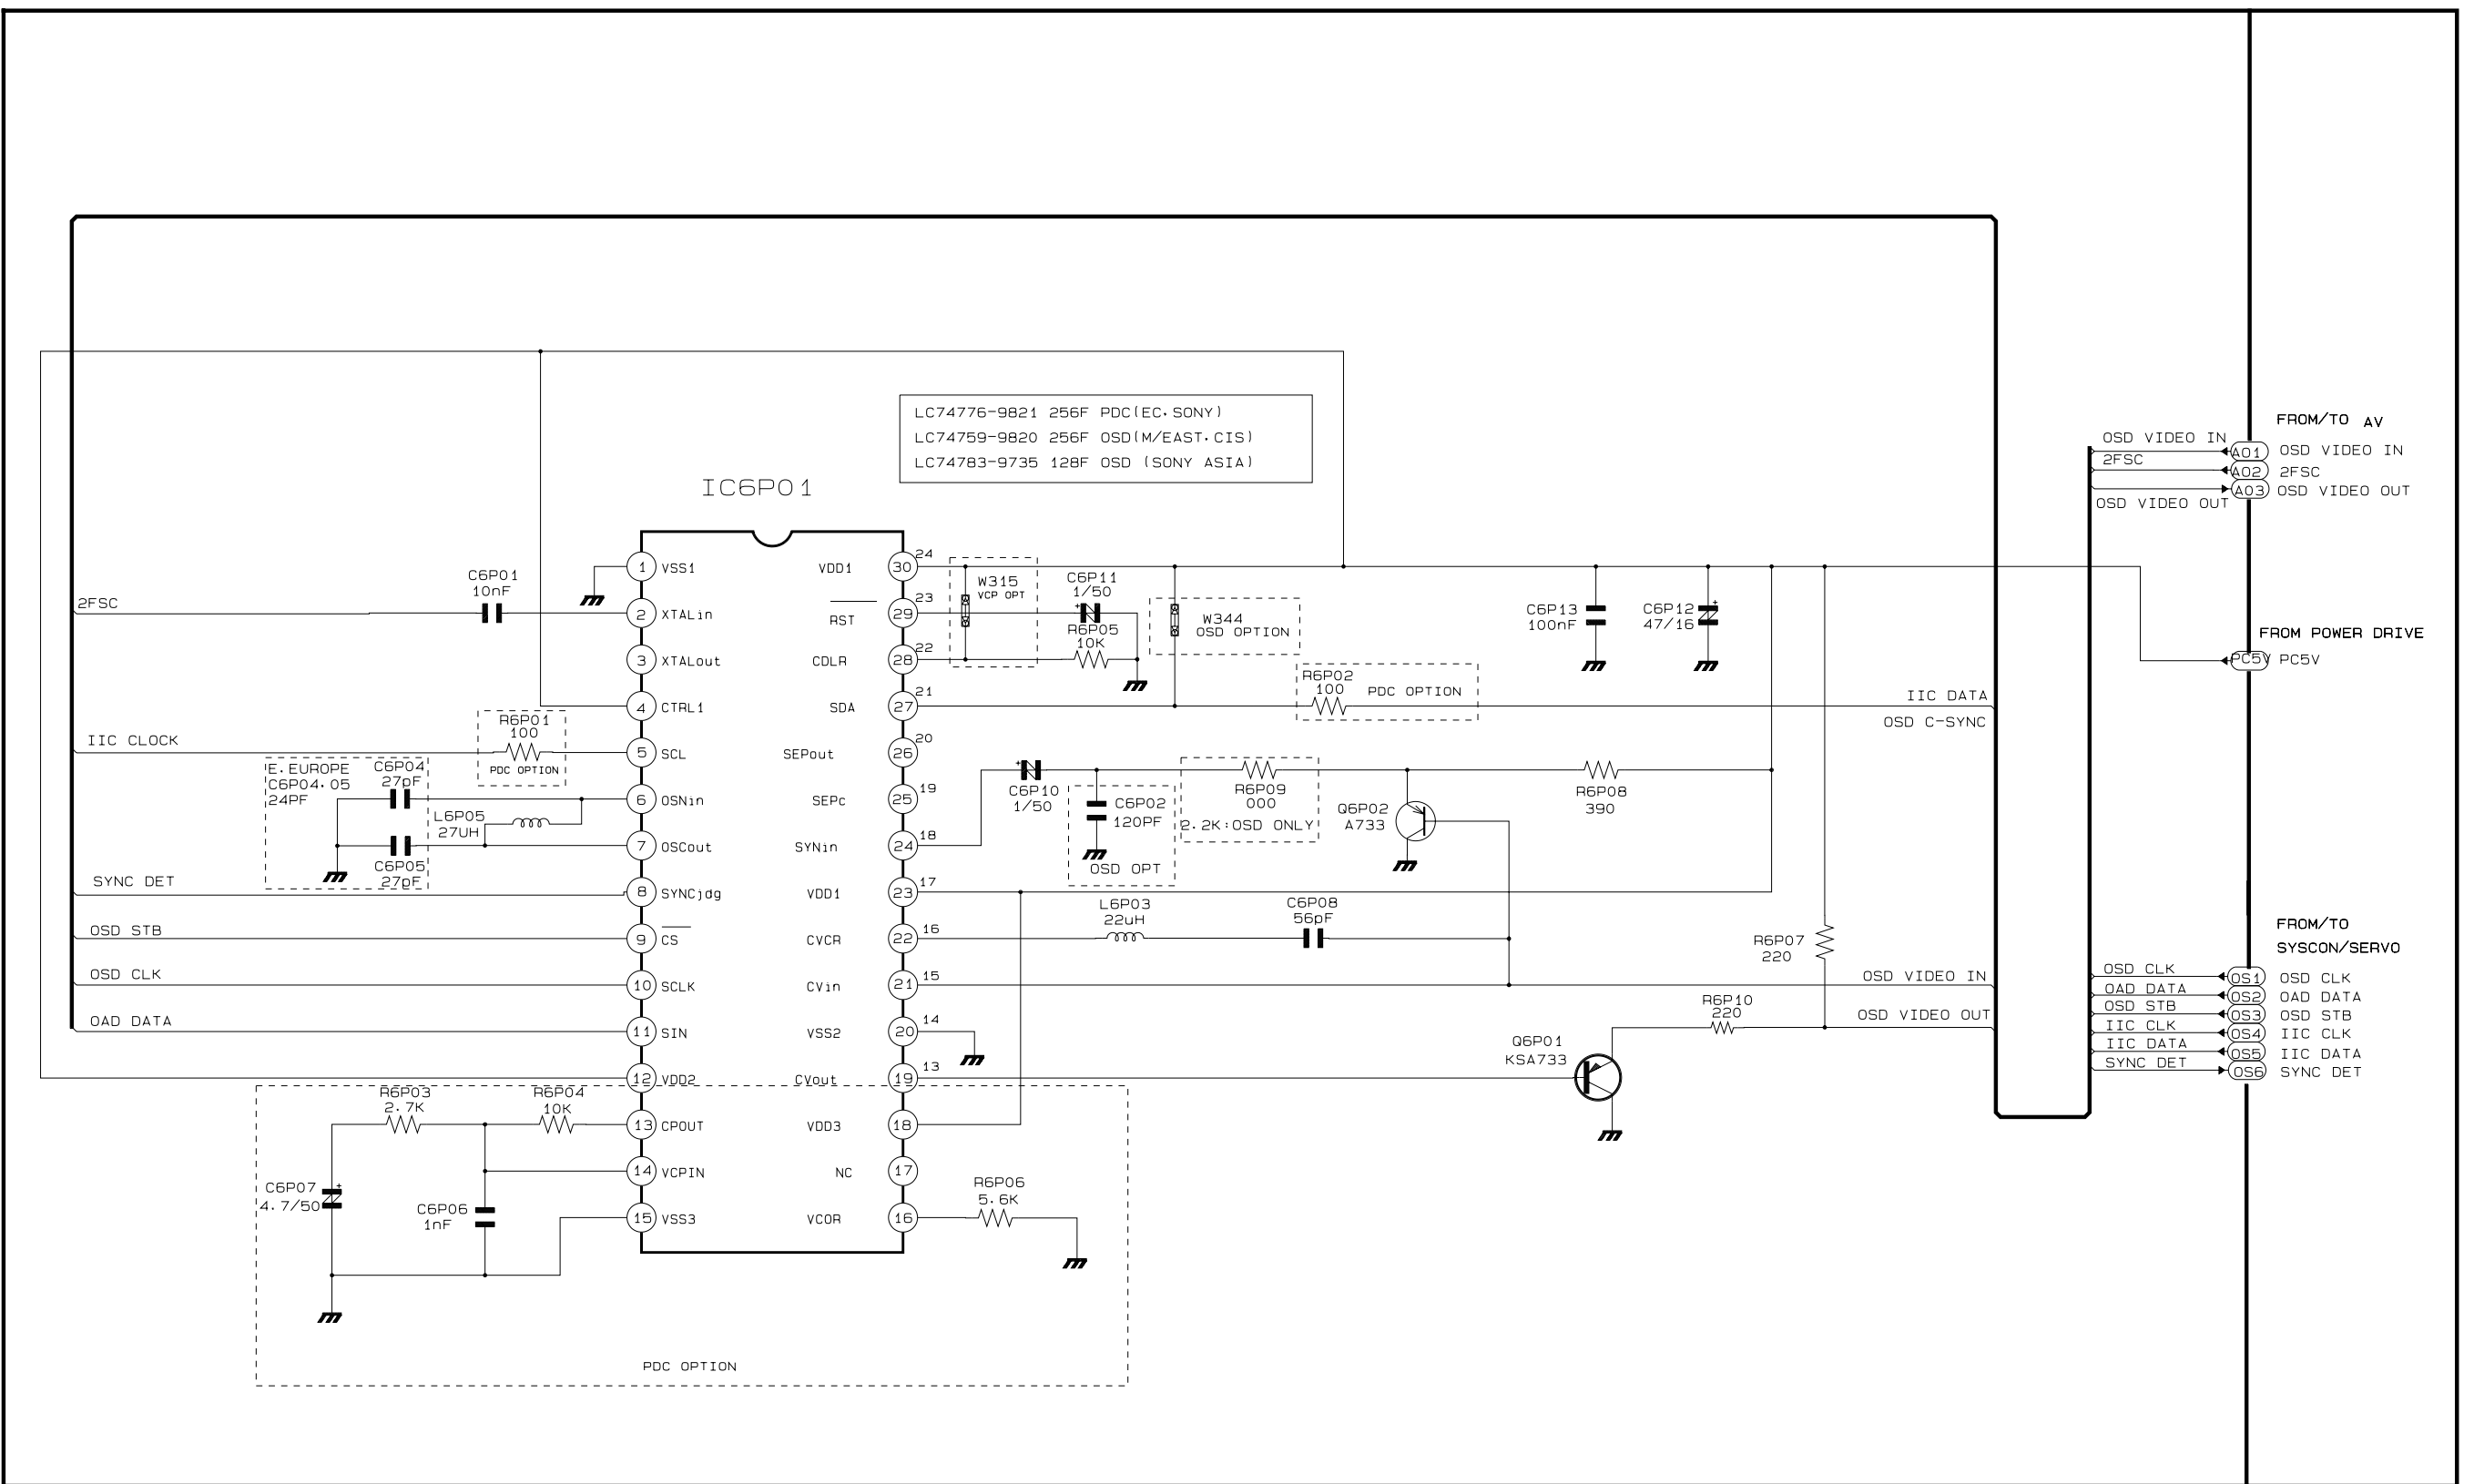 LC74776-9821 256F PDC(EC.SONY)
LC74759-9820 256F OSD(M/EAST.CIS)
LC74783-9735 128F OSD (SONY ASIA)
IC6P01
FROM/TO AV
OSD VIDEO IN
A01
OSD VIDEO IN
2FSC
A02
2FSC
A03
OSD VIDEO OUT
OSD VIDEO OUT
FROM POWER DRIVE
PC5V
PC5V
FROM/TO
SYSCON/SERVO
OSD CLK
OS1
OSD CLK
OAD DATA
OS2
OAD DATA
OSD STB
OS3
OSD STB
IIC CLK
OS4
IIC CLK
IIC DATA
OS5
IIC DATA
SYNC DET
OS6
SYNC DET
2FSC
C6P01
10nF
IIC CLOCK
R6P01
100
PDC OPTION
E.EUROPE
C6P04.05
24PF
C6P04
27pF
L6P05
27UH
C6P05
27pF
SYNC DET
OSD STB
OSD CLK
OAD DATA
1 VSS1
2 XTALin
3 XTALout
4 CTRL1
5 SCL
6 OSNin
7 OSCout
8 SYNCjdg
9 CS
10 SCLK
11 SIN
12 VDD2
13 CPOUT
14 VCPIN
15 VSS3
VDD1 30 24
RST 29 23
CDLR 28 22
SDA 27 21
SEPout 26 20
SEPc 25 19
SYNin 24 18
VDD1 23 17
CVCR 22 16
CVin 21 15
VSS2 20 14
CVout 19 13
VDD3 18
NC 17
VCOR 16
W315
VCP OPT
C6P11
1/50
+
R6P05
10K
W344
OSD OPTION
R6P02
100
PDC OPTION
C6P13
100nF
C6P12
47/16
+
IIC DATA
OSD C-SYNC
+
C6P10
1/50
C6P02
120PF
OSD OPT
R6P09
000
2.2K:OSD ONLY
Q6P02
A733
R6P08
390
L6P03
22uH
C6P08
56pF
R6P07
220
OSD VIDEO IN
R6P10
220
OSD VIDEO OUT
Q6P01
KSA733
R6P03
2.7K
R6P04
10K
C6P07
4.7/50
+
C6P06
1nF
R6P06
5.6K
PDC OPTION